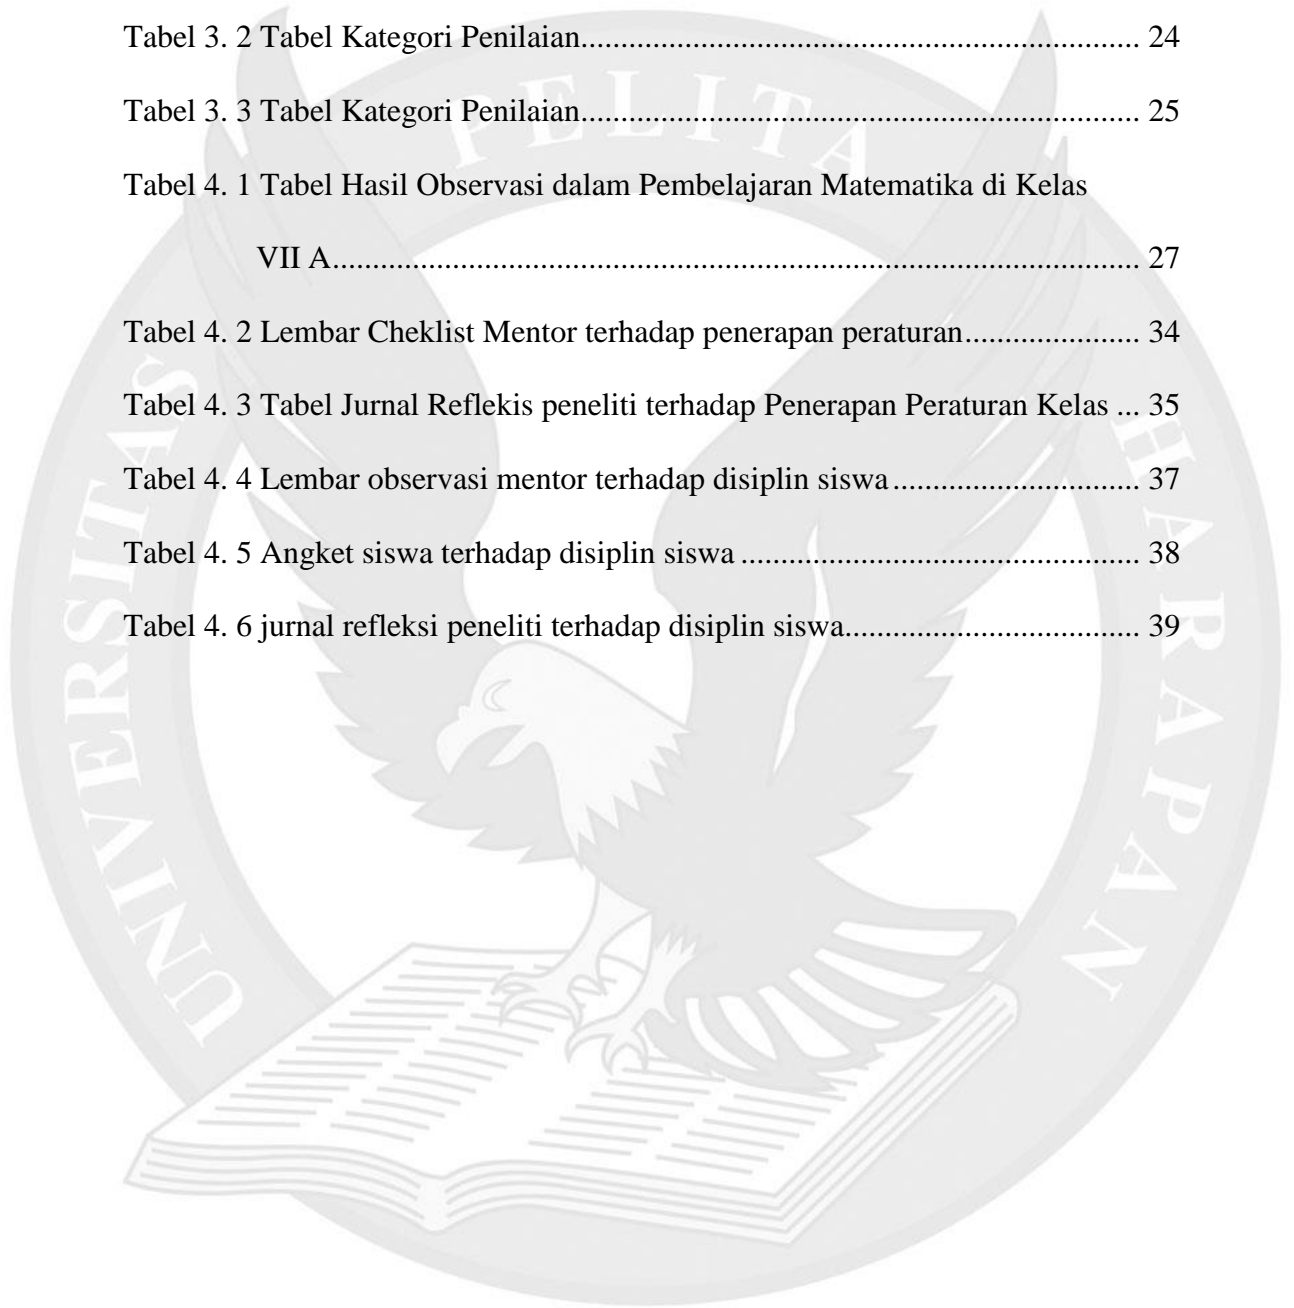 Tabel 3. 2 Tabel Kategori Penilaian...................................................................... 24
Tabel 3. 3 Tabel Kategori Penilaian...................................................................... 25
Tabel 4. 1 Tabel Hasil Observasi dalam Pembelajaran Matematika di Kelas
VII A..................................................................................................... 27
Tabel 4. 2 Lembar Cheklist Mentor terhadap penerapan peraturan...................... 34
Tabel 4. 3 Tabel Jurnal Reflekis peneliti terhadap Penerapan Peraturan Kelas ... 35
Tabel 4. 4 Lembar observasi mentor terhadap disiplin siswa............................... 37
Tabel 4. 5 Angket siswa terhadap disiplin siswa .................................................. 38
Tabel 4. 6 jurnal refleksi peneliti terhadap disiplin siswa..................................... 39
UNIVERSITAS PELITA HARAPAN